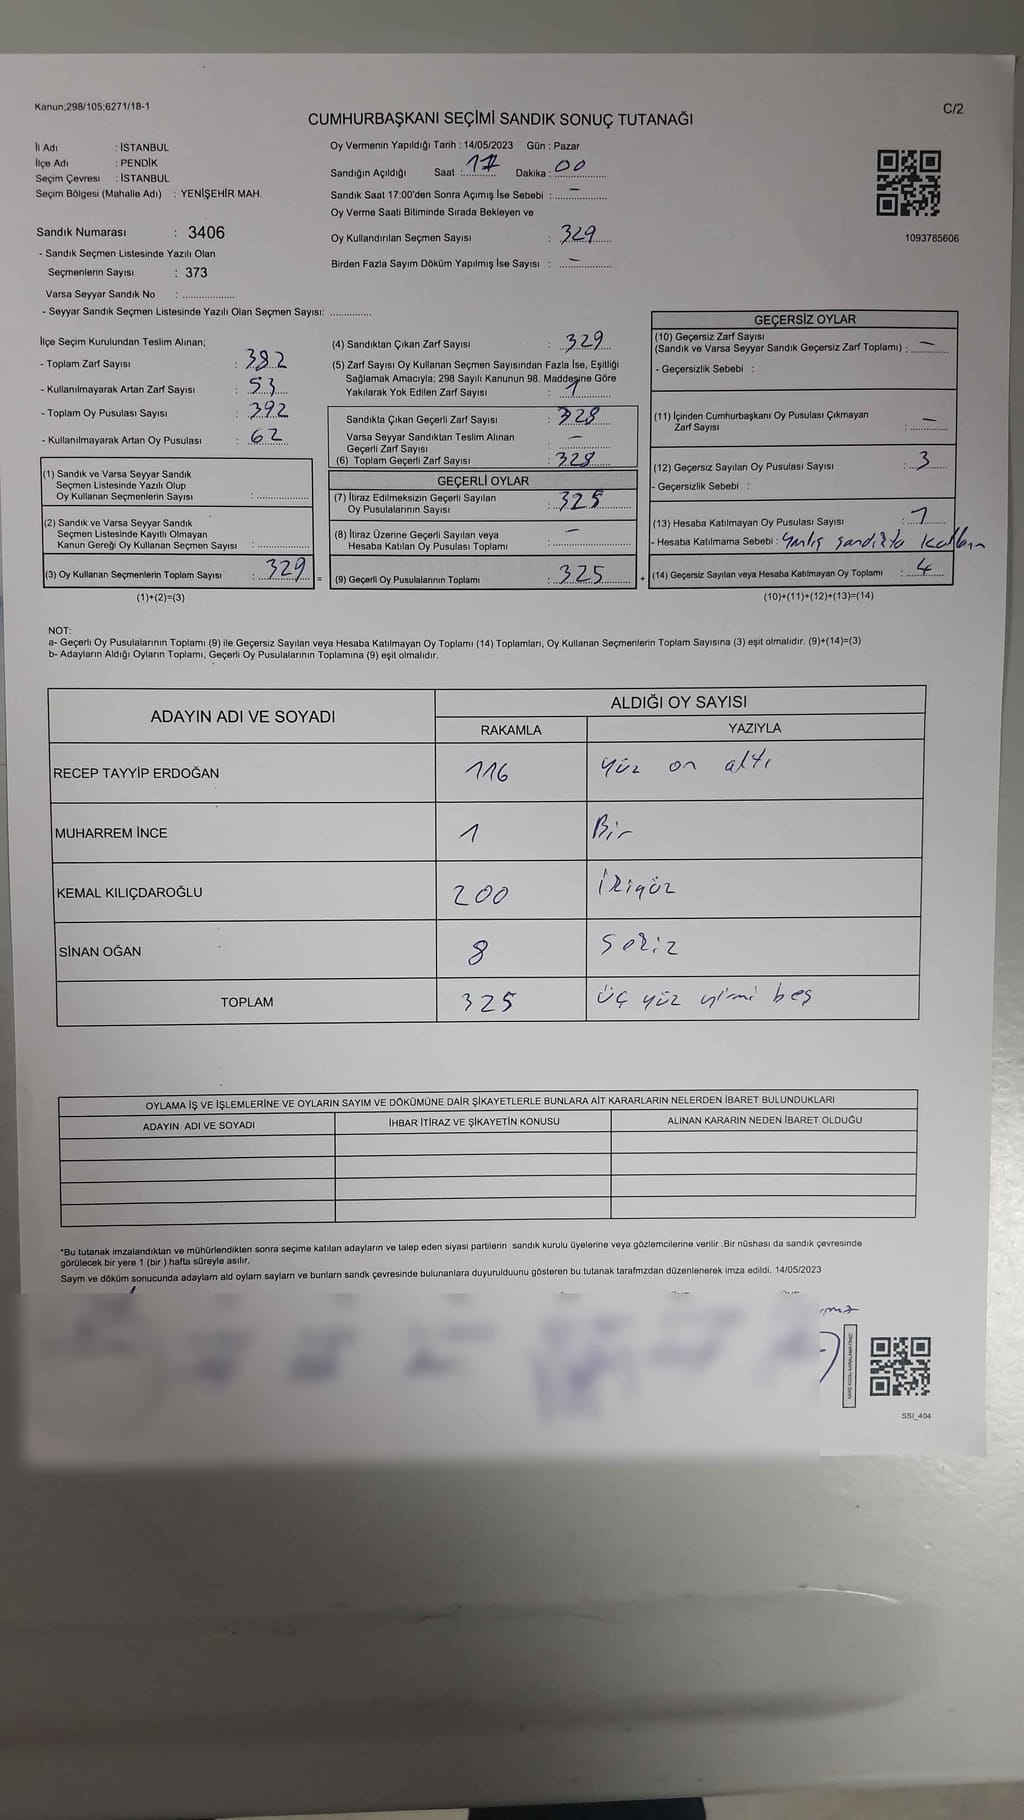 Kanun;298/105;6271/18-1
C/2
CUMHURBAŞKANI SEÇİMİ SANDIK SONUÇ TUTANAĞI
İl Adı : İSTANBUL
İlçe Adı : PENDİK
Seçim Çevresi : İSTANBUL
Seçim Bölgesi (Mahalle Adı) : YENİŞEHİR MAH.
Sandık Numarası : 3406
- Sandık Seçmen Listesinde Yazılı Olan
Seçmenlerin Sayısı : 373
Varsa Seyyar Sandık No : ..................
- Seyyar Sandık Seçmen Listesinde Yazılı Olan Seçmen Sayısı: ..............
Oy Vermenin Yapıldığı Tarih : 14/05/2023 Gün : Pazar
Sandığın Açıldığı Saat : 17 Dakika : 00
Sandık Saat 17:00'den Sonra Açımış İse Sebebi : —
Oy Verme Saati Bitiminde Sırada Bekleyen ve
Oy Kullandırılan Seçmen Sayısı : 329
Birden Fazla Sayım Döküm Yapılmış İse Sayısı : —
1093785606
İlçe Seçim Kurulundan Teslim Alınan;
- Toplam Zarf Sayısı : 382
- Kullanılmayarak Artan Zarf Sayısı : 53
- Toplam Oy Pusulası Sayısı : 392
- Kullanılmayarak Artan Oy Pusulası : 62
(1) Sandık ve Varsa Seyyar Sandık
Seçmen Listesinde Yazılı Olup
Oy Kullanan Seçmenlerin Sayısı : ..............
(2) Sandık ve Varsa Seyyar Sandık
Seçmen Listesinde Kayıtlı Olmayan
Kanun Gereği Oy Kullanan Seçmen Sayısı : ..............
(3) Oy Kullanan Seçmenlerin Toplam Sayısı : 329
(1)+(2)=(3)
=
(4) Sandıktan Çıkan Zarf Sayısı : 329
(5) Zarf Sayısı Oy Kullanan Seçmen Sayısından Fazla İse, Eşitliği
Sağlamak Amacıyla; 298 Sayılı Kanunun 98. Maddesine Göre
Yakılarak Yok Edilen Zarf Sayısı : 1
Sandıkta Çıkan Geçerli Zarf Sayısı : 328
Varsa Seyyar Sandıktan Teslim Alınan
Geçerli Zarf Sayısı : —
(6) Toplam Geçerli Zarf Sayısı : 328
GEÇERLİ OYLAR
(7) İtiraz Edilmeksizin Geçerli Sayılan
Oy Pusulalarının Sayısı : 325
(8) İtiraz Üzerine Geçerli Sayılan veya
Hesaba Katılan Oy Pusulası Toplamı : —
(9) Geçerli Oy Pusulalarının Toplamı : 325
+
GEÇERSİZ OYLAR
(10) Geçersiz Zarf Sayısı
(Sandık ve Varsa Seyyar Sandık Geçersiz Zarf Toplamı) : —
- Geçersizlik Sebebi :
(11) İçinden Cumhurbaşkanı Oy Pusulası Çıkmayan
Zarf Sayısı : —
(12) Geçersiz Sayılan Oy Pusulası Sayısı : 3
- Geçersizlik Sebebi :
(13) Hesaba Katılmayan Oy Pusulası Sayısı : 1
- Hesaba Katılmama Sebebi : Yanlış sandıkta
(14) Geçersiz Sayılan veya Hesaba Katılmayan Oy Toplamı : 4
(10)+(11)+(12)+(13)=(14)
NOT:
a- Geçerli Oy Pusulalarının Toplamı (9) ile Geçersiz Sayılan veya Hesaba Katılmayan Oy Toplamı (14) Toplamları, Oy Kullanan Seçmenlerin Toplam Sayısına (3) eşit olmalıdır. (9)+(14)=(3)
b- Adayların Aldığı Oyların Toplamı, Geçerli Oy Pusulalarının Toplamına (9) eşit olmalıdır.
ADAYIN ADI VE SOYADI ALDIĞI OY SAYISI
RAKAMLA YAZIYLA
RECEP TAYYİP ERDOĞAN 116 yüz on altı
MUHARREM İNCE 1 Bir
KEMAL KILIÇDAROĞLU 200 İkiyüz
SİNAN OĞAN 8 Sekiz
TOPLAM 325 üç yüz yirmi beş
OYLAMA İŞ VE İŞLEMLERİNE VE OYLARIN SAYIM VE DÖKÜMÜNE DAİR ŞİKAYETLERLE BUNLARA AİT KARARLARIN NELERDEN İBARET BULUNDUKLARI
ADAYIN ADI VE SOYADI İHBAR İTİRAZ VE ŞİKAYETİN KONUSU ALINAN KARARIN NEDEN İBARET OLDUĞU
*Bu tutanak imzalandıktan ve mühürlendikten sonra seçime katılan adayların ve talep eden siyasi partilerin sandık kurulu üyelerine veya gözlemcilerine verilir .Bir nüshası da sandık çevresinde
görülecek bir yere 1 (bir ) hafta süreyle asılır.
Saym ve döküm sonucunda adaylarn ald oylarn saylarn ve bunlarn sandk çevresinde bulunanlara duyurulduunu gösteren bu tutanak tarafmzdan düzenlenerek imza edildi. 14/05/2023
SSI_404